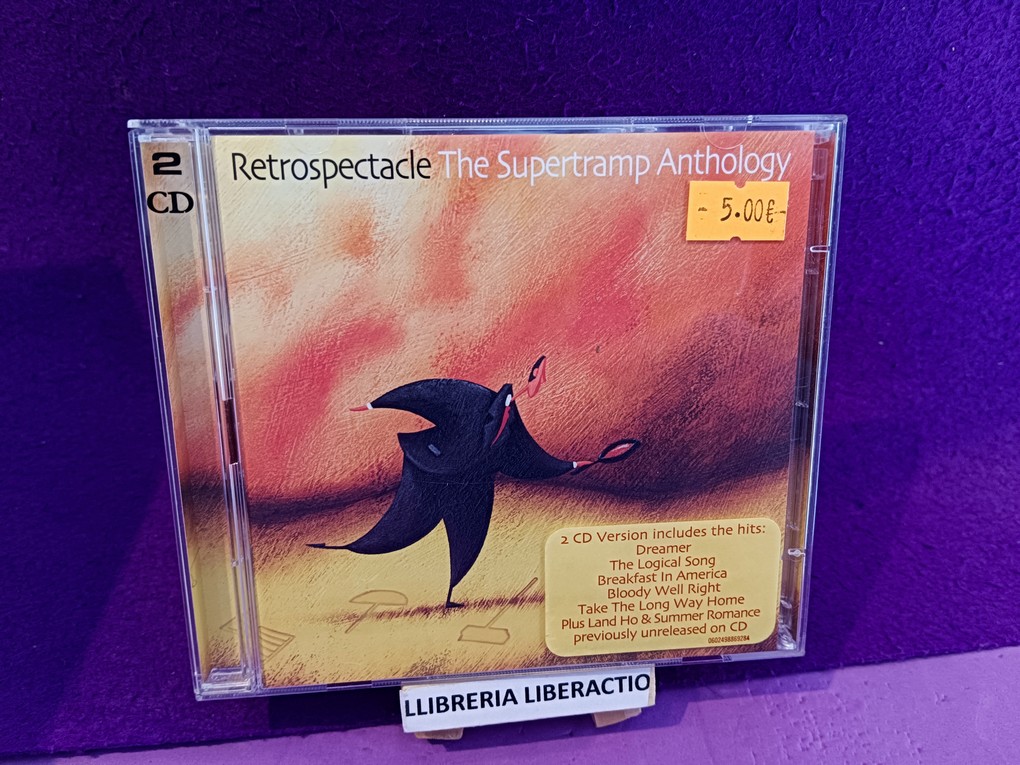 2
CD
Retrospectacle The Supertramp Anthology
- 5.00€-
2 CD Version includes the hits:
Dreamer
The Logical Song
Breakfast In America
Bloody Well Right
Take The Long Way Home
Plus Land Ho & Summer Romance
previously unreleased on CD
0602498869284
LLIBRERIA LIBERACTIO